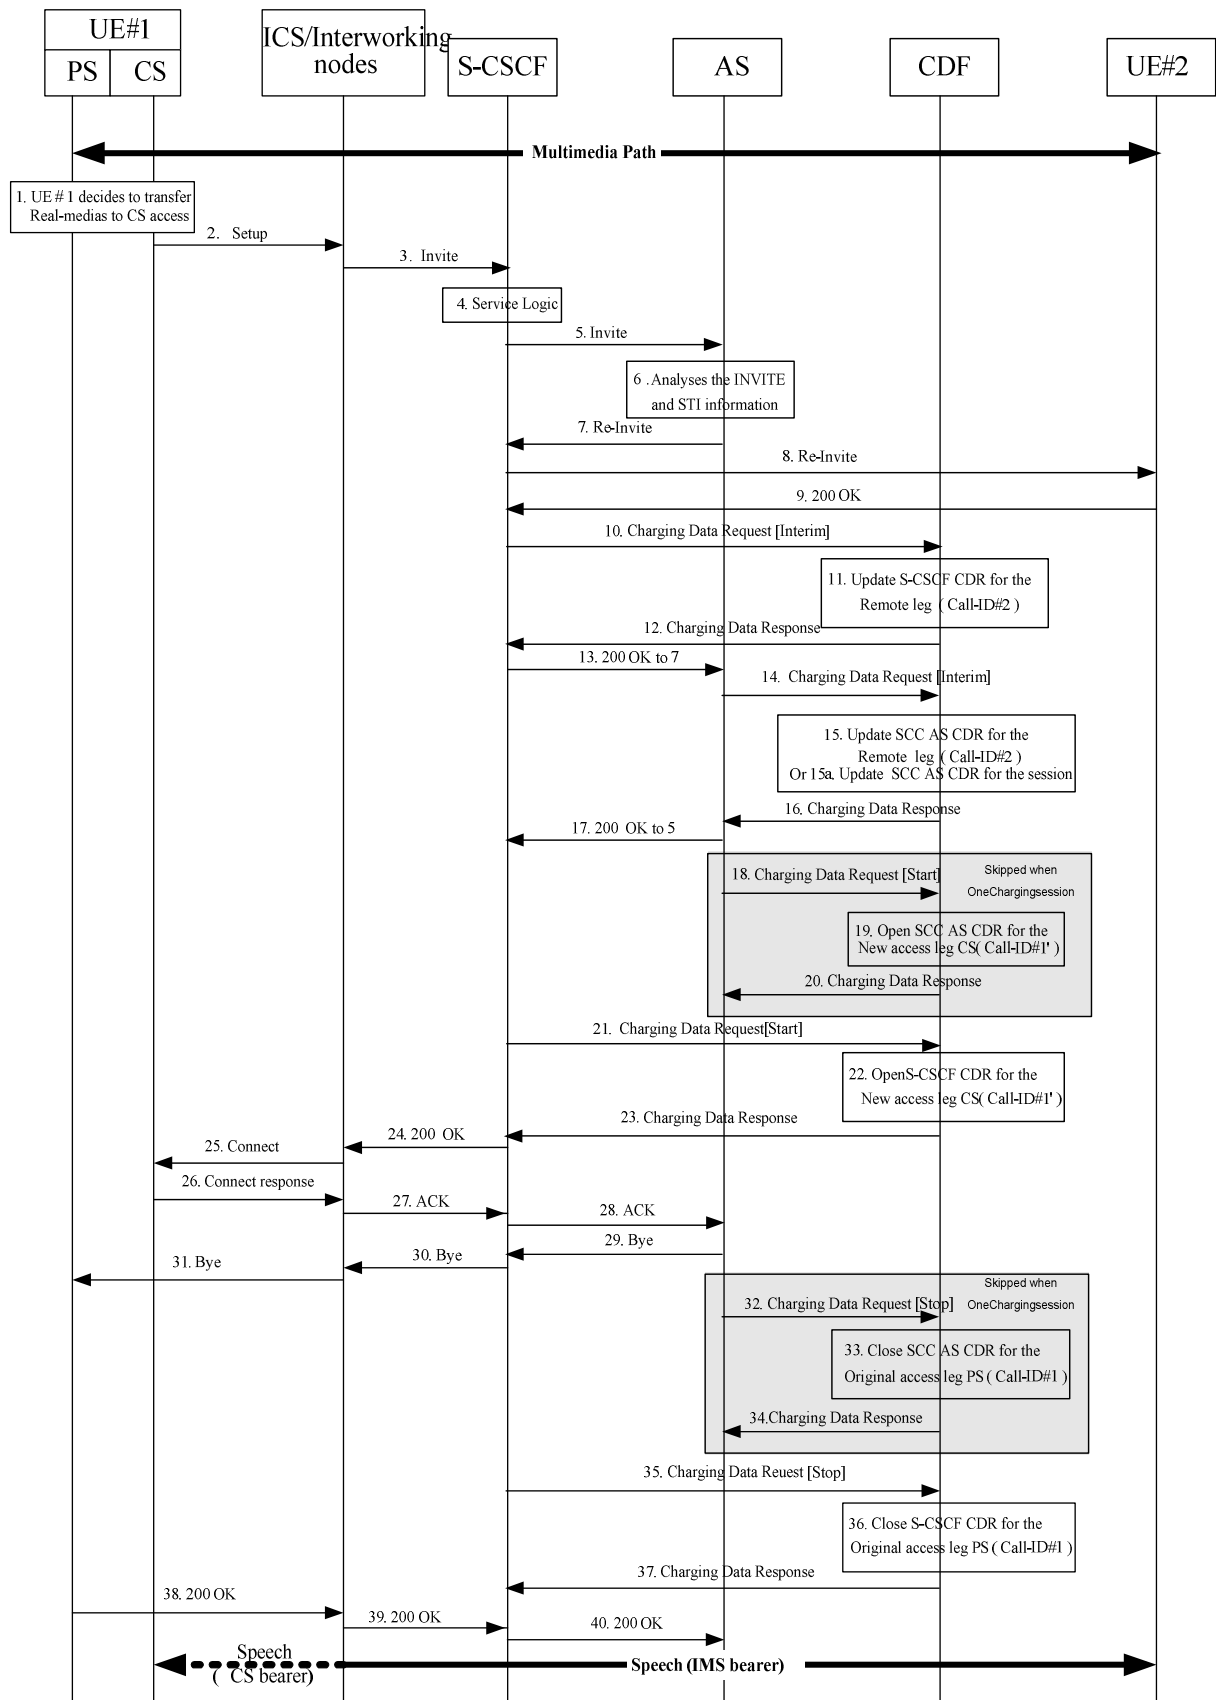 UE#1
PS
CS
ICS/Interworking
nodes
S-CSCF
AS
CDF
UE#2
Multimedia Path
1. UE # 1 decides to transfer
Real-medias to CS access
2. Setup
3. Invite
4. Service Logic
5. Invite
6 . Analyses the INVITE
and STI information
7. Re-Invite
8. Re-Invite
9. 200 OK
10. Charging Data Request [Interim]
11. Update S-CSCF CDR for the
Remote leg ( Call-ID#2 )
12. Charging Data Response
13. 200 OK to 7
14. Charging Data Request [Interim]
15. Update SCC AS CDR for the
Remote leg ( Call-ID#2 )
Or 15a. Update SCC AS CDR for the session
16. Charging Data Response
17. 200 OK to 5
Skipped when
18. Charging Data Request [Start]
OneChargingsession
19. Open SCC AS CDR for the
New access leg CS( Call-ID#1' )
20. Charging Data Response
21. Charging Data Request[Start]
22. OpenS-CSCF CDR for the
New access leg CS( Call-ID#1' )
23. Charging Data Response
24. 200 OK
25. Connect
26. Connect response
27. ACK
28. ACK
29. Bye
30. Bye
31. Bye
Skipped when
32. Charging Data Request [Stop]
OneChargingsession
33. Close SCC AS CDR for the
Original access leg PS ( Call-ID#1 )
34.Charging Data Response
35. Charging Data Reuest [Stop]
36. Close S-CSCF CDR for the
Original access leg PS ( Call-ID#1 )
37. Charging Data Response
38. 200 OK
39. 200 OK
40. 200 OK
Speech
( CS bearer)
Speech (IMS bearer)